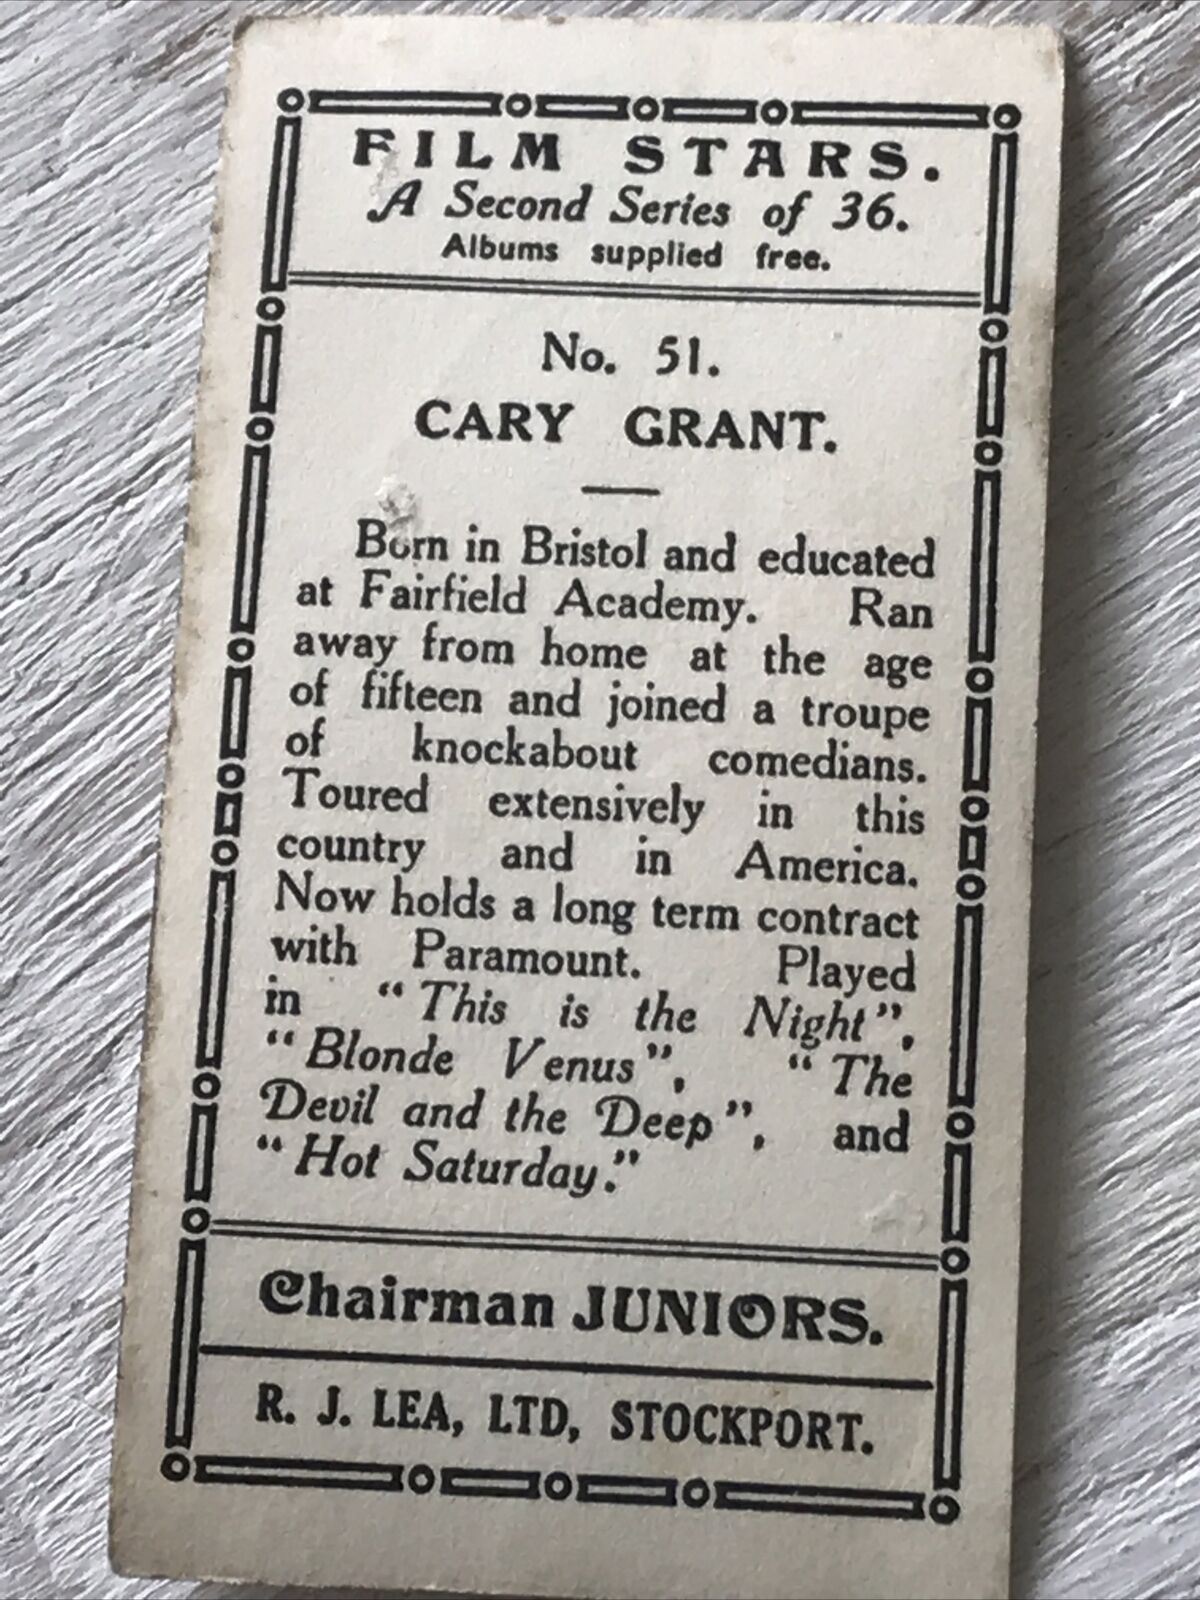 FILM STARS.
A Second Series of 36.
Albums supplied free.
No. 51.
CARY GRANT.
Born in Bristol and educated
at Fairfield Academy. Ran
away from home at the age
of fifteen and joined a troupe
of knockabout comedians.
Toured extensively in this
country and in America.
Now holds a long term contract
with Paramount. Played
in "This is the Night",
"Blonde Venus", "The
Devil and the Deep", and
"Hot Saturday."
Chairman JUNIORS.
R. J. LEA, LTD, STOCKPORT.